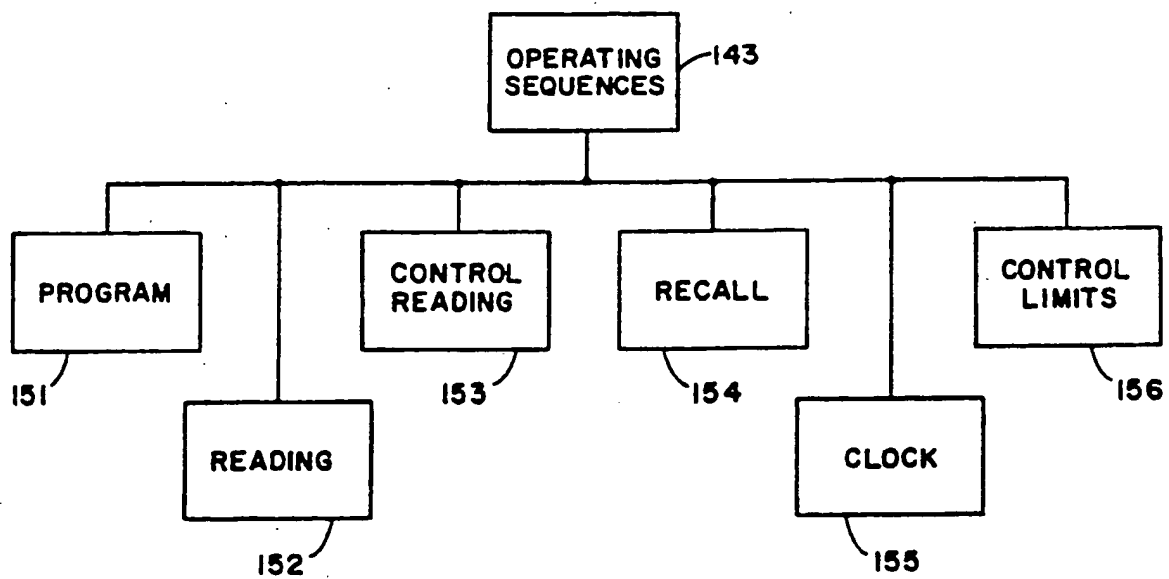 OPERATING
SEQUENCES
143
PROGRAM
151
READING
152
CONTROL
READING
153
RECALL
154
CLOCK
155
CONTROL
LIMITS
156